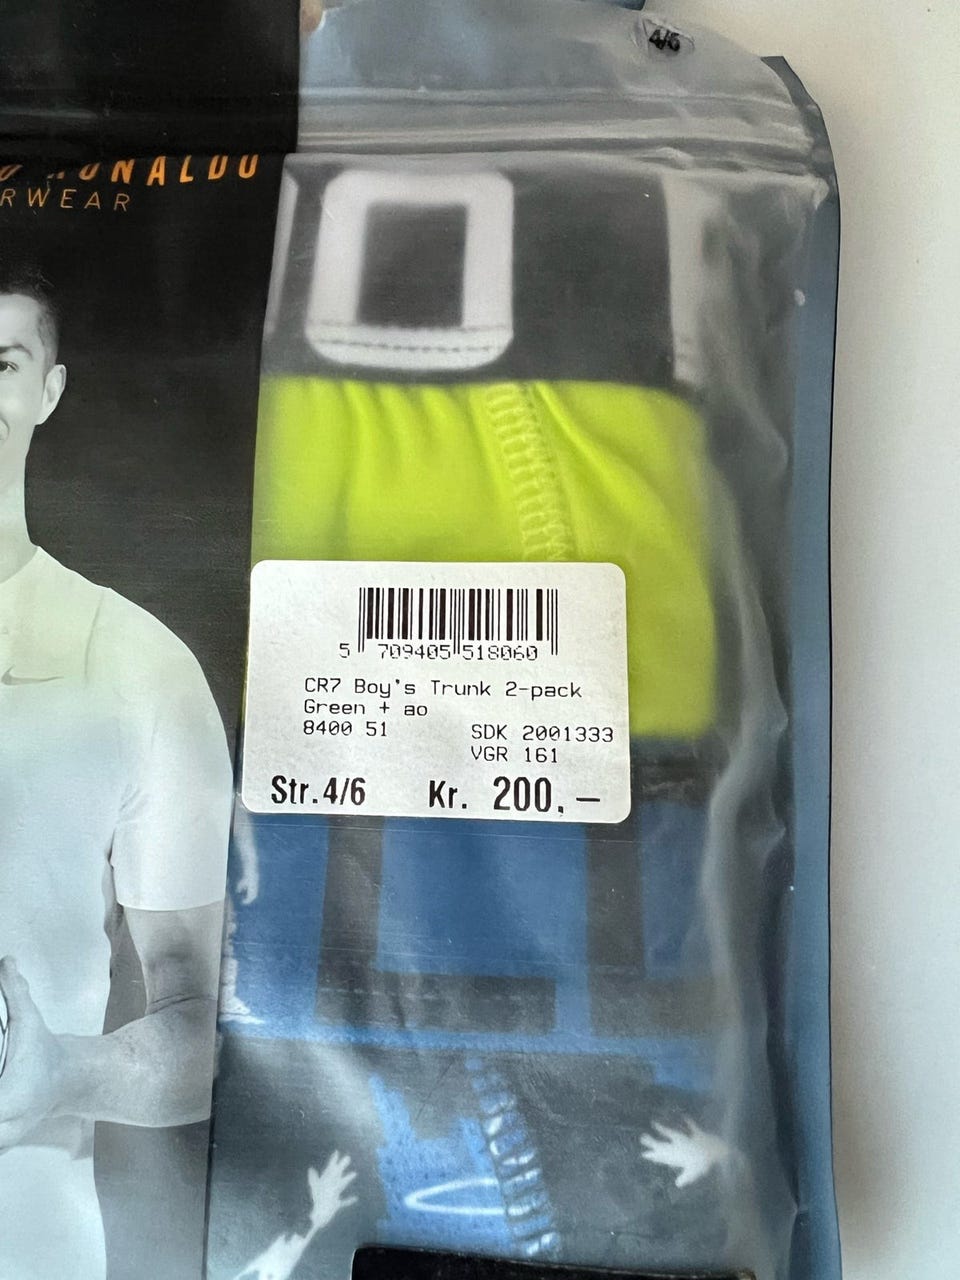 4/6
RONALDO
RWEAR
5 709405 518060
CR7 Boy's Trunk 2-pack
Green + ao
8400 51 SDK 2001333
VGR 161
Str.4/6 Kr. 200,—